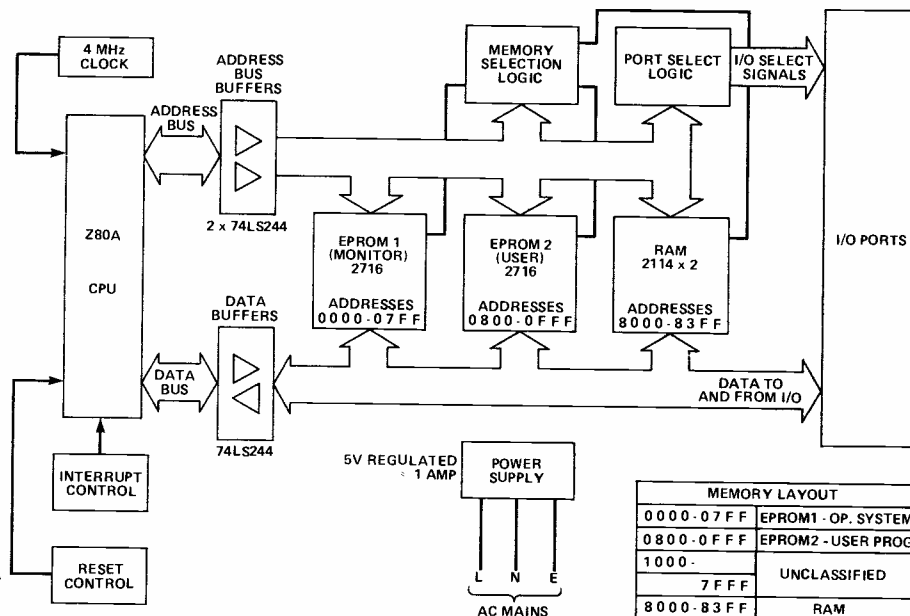 4 MHz
CLOCK
ADDRESS
BUS
BUFFERS
MEMORY
SELECTION
LOGIC
PORT SELECT
LOGIC
I/O SELECT
SIGNALS
ADDRESS
BUS
2 x 74LS244
Z80A
CPU
EPROM 1
(MONITOR)
2716
ADDRESSES
0000-07FF
EPROM 2
(USER)
2716
ADDRESSES
0800-0FFF
RAM
2114 x 2
ADDRESSES
8000-83FF
I/O PORTS
DATA
BUFFERS
DATA
BUS
74LS244
DATA TO
AND FROM I/O
INTERRUPT
CONTROL
RESET
CONTROL
5V REGULATED
1 AMP
POWER
SUPPLY
L N E
AC MAINS
MEMORY LAYOUT
0000-07FF EPROM1 - OP. SYSTEM
0800-0FFF EPROM2 - USER PROG
1000-
7FFF
UNCLASSIFIED
8000-83FF RAM